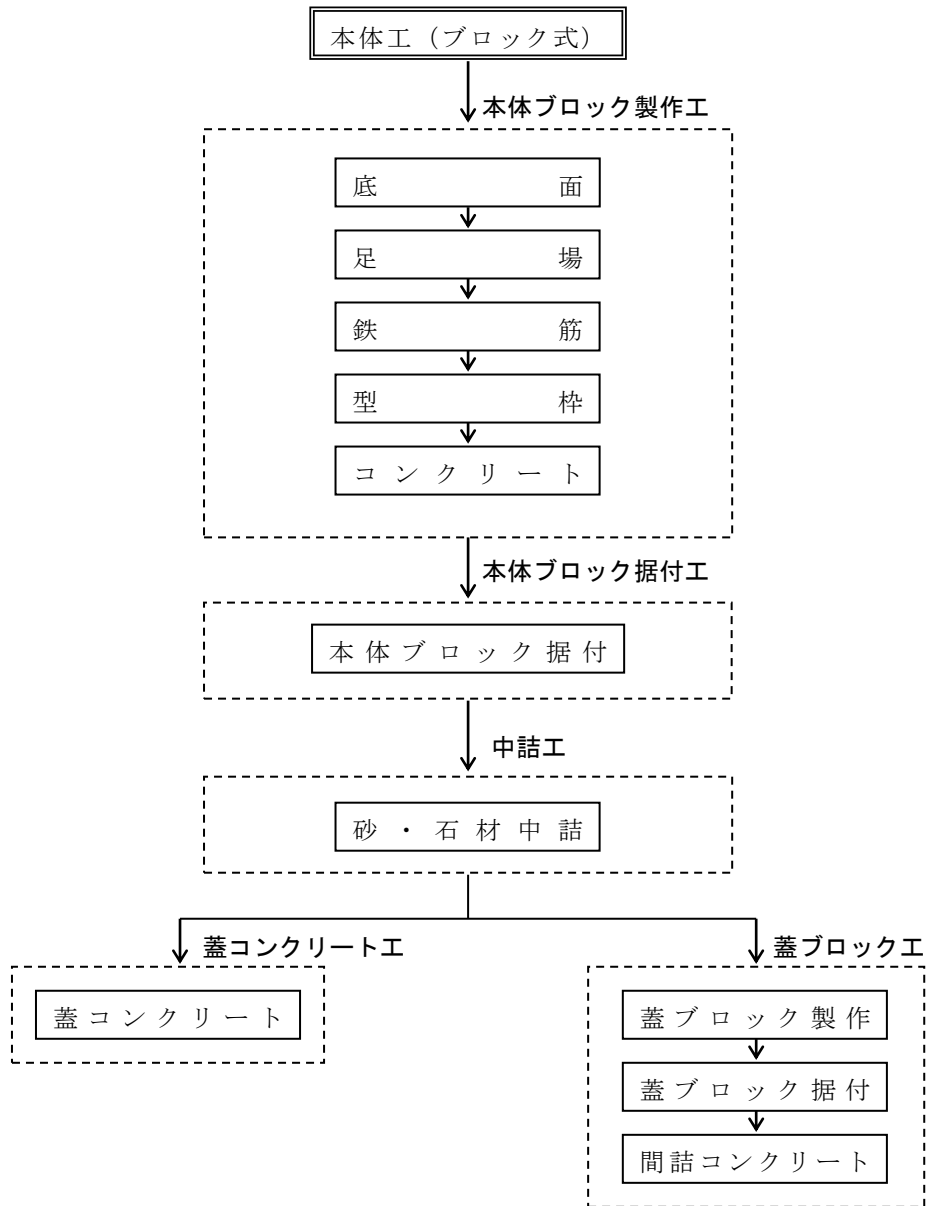 本体工（ブロック式）
本体ブロック製作工
底面
足場
鉄筋
型枠
コンクリート
本体ブロック据付工
本体ブロック据付
中詰工
砂・石材中詰
蓋コンクリート工
蓋コンクリート
蓋ブロック工
蓋ブロック製作
蓋ブロック据付
間詰コンクリート